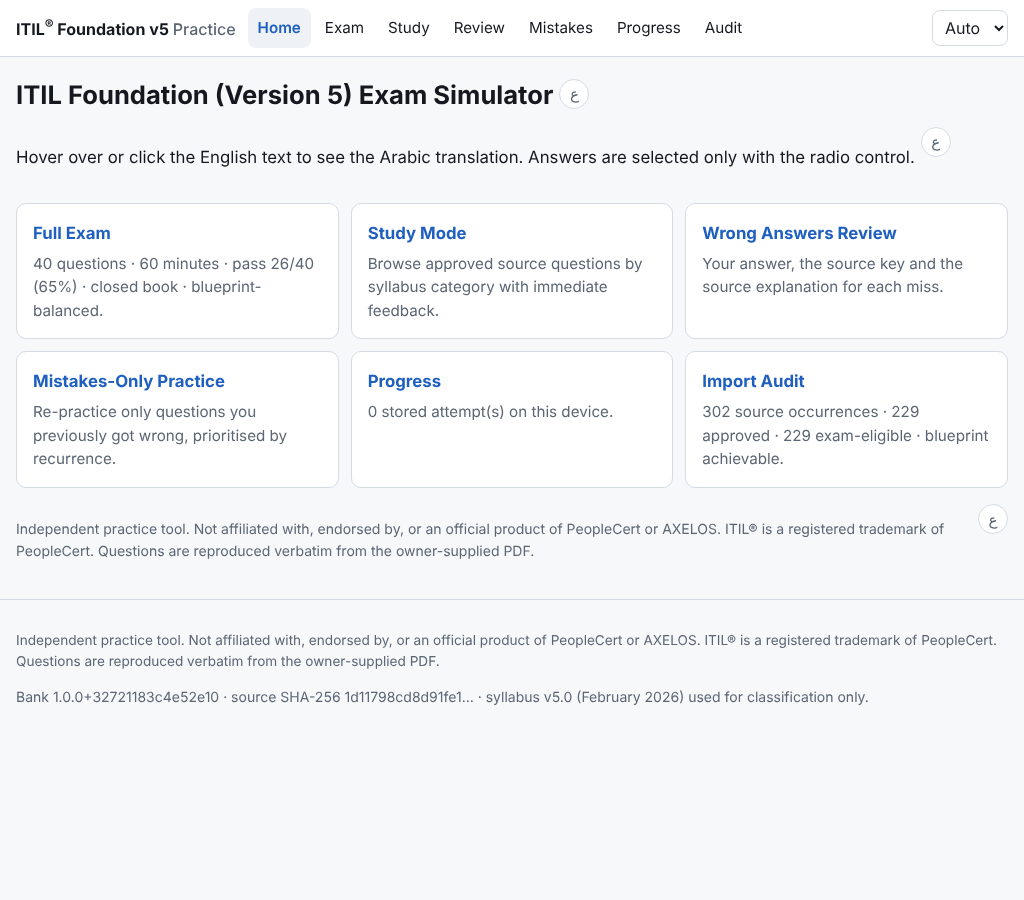 ITIL® Foundation v5 Practice Home Exam Study Review Mistakes Progress Audit Auto
ITIL Foundation (Version 5) Exam Simulator ع
Hover over or click the English text to see the Arabic translation. Answers are selected only with the radio control. ع
Full Exam
40 questions · 60 minutes · pass 26/40
(65%) · closed book · blueprint-
balanced.
Study Mode
Browse approved source questions by
syllabus category with immediate
feedback.
Wrong Answers Review
Your answer, the source key and the
source explanation for each miss.
Mistakes-Only Practice
Re-practice only questions you
previously got wrong, prioritised by
recurrence.
Progress
0 stored attempt(s) on this device.
Import Audit
302 source occurrences · 229
approved · 229 exam-eligible · blueprint
achievable.
Independent practice tool. Not affiliated with, endorsed by, or an official product of PeopleCert or AXELOS. ITIL® is a registered trademark of ع
PeopleCert. Questions are reproduced verbatim from the owner-supplied PDF.
Independent practice tool. Not affiliated with, endorsed by, or an official product of PeopleCert or AXELOS. ITIL® is a registered trademark of PeopleCert.
Questions are reproduced verbatim from the owner-supplied PDF.
Bank 1.0.0+32721183c4e52e10 · source SHA-256 1d11798cd8d91fe1… · syllabus v5.0 (February 2026) used for classification only.